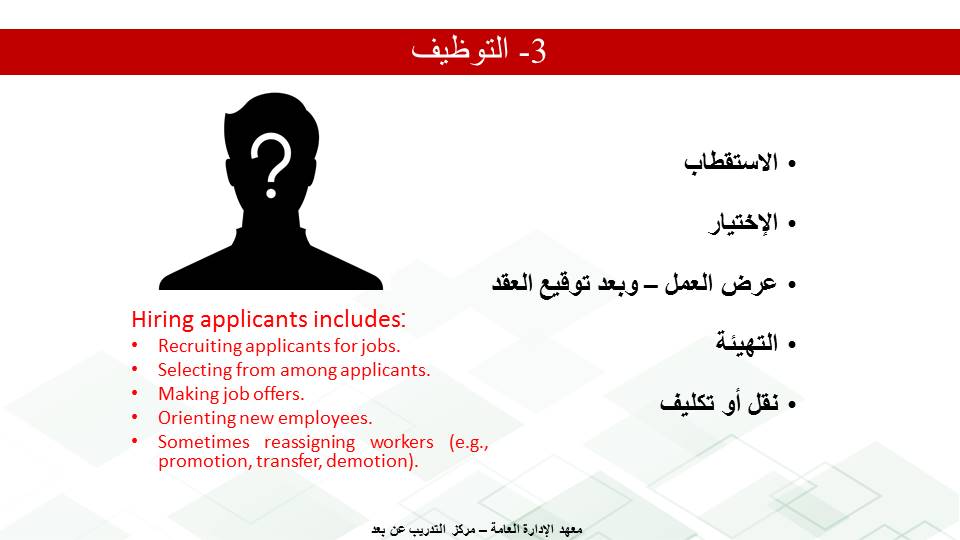 3- التوظيف
?
• الاستقطاب
• الإختيار
• عرض العمل – وبعد توقيع العقد
• التهيئة
• نقل أو تكليف
Hiring applicants includes:
• Recruiting applicants for jobs.
• Selecting from among applicants.
• Making job offers.
• Orienting new employees.
• Sometimes reassigning workers (e.g.,
promotion, transfer, demotion).
معهد الإدارة العامة – مركز التدريب عن بعد